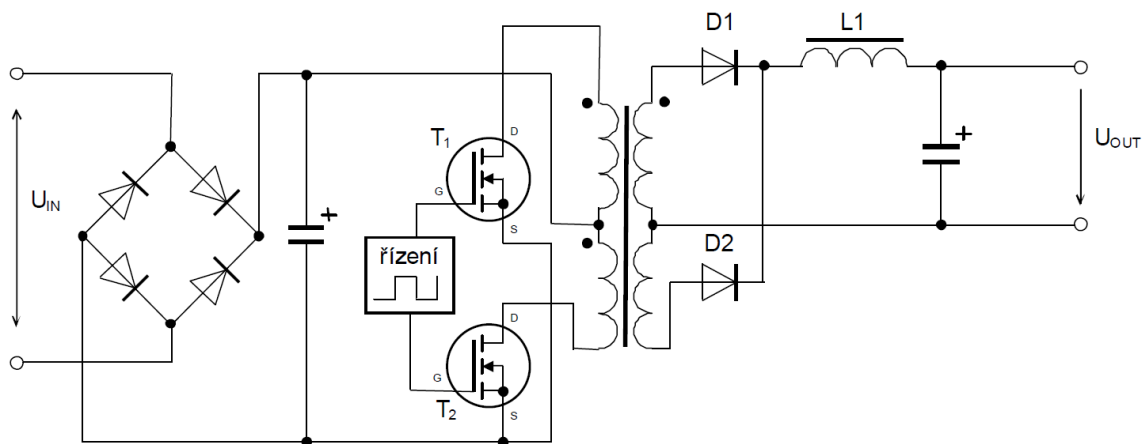 D1
L1
T1
D
G
S
UIN
+
řízení
+
UOUT
D2
D
G
S
T2